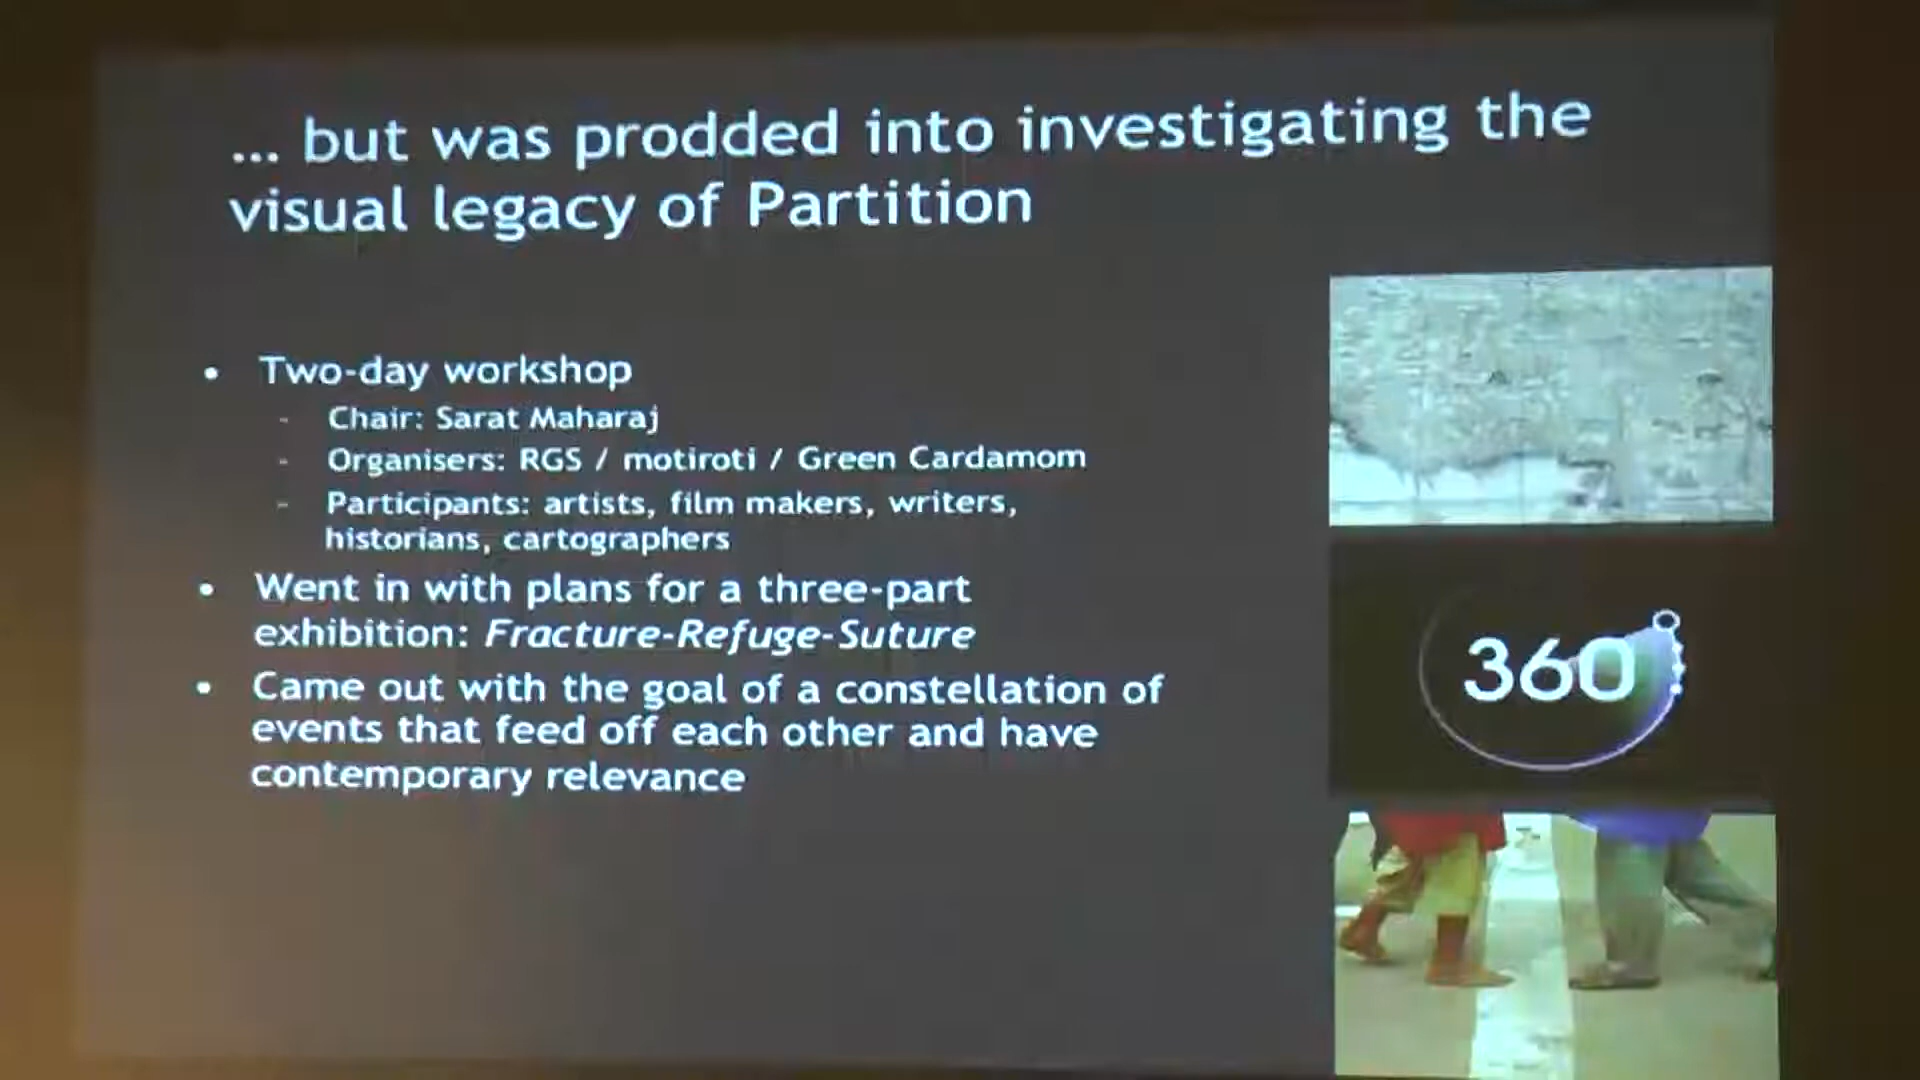 ... but was prodded into investigating the
visual legacy of Partition
• Two-day workshop
- Chair: Sarat Maharaj
- Organisers: RGS / motiroti / Green Cardamom
- Participants: artists, film makers, writers,
historians, cartographers
• Went in with plans for a three-part
exhibition: Fracture-Refuge-Suture
• Came out with the goal of a constellation of
events that feed off each other and have
contemporary relevance
360